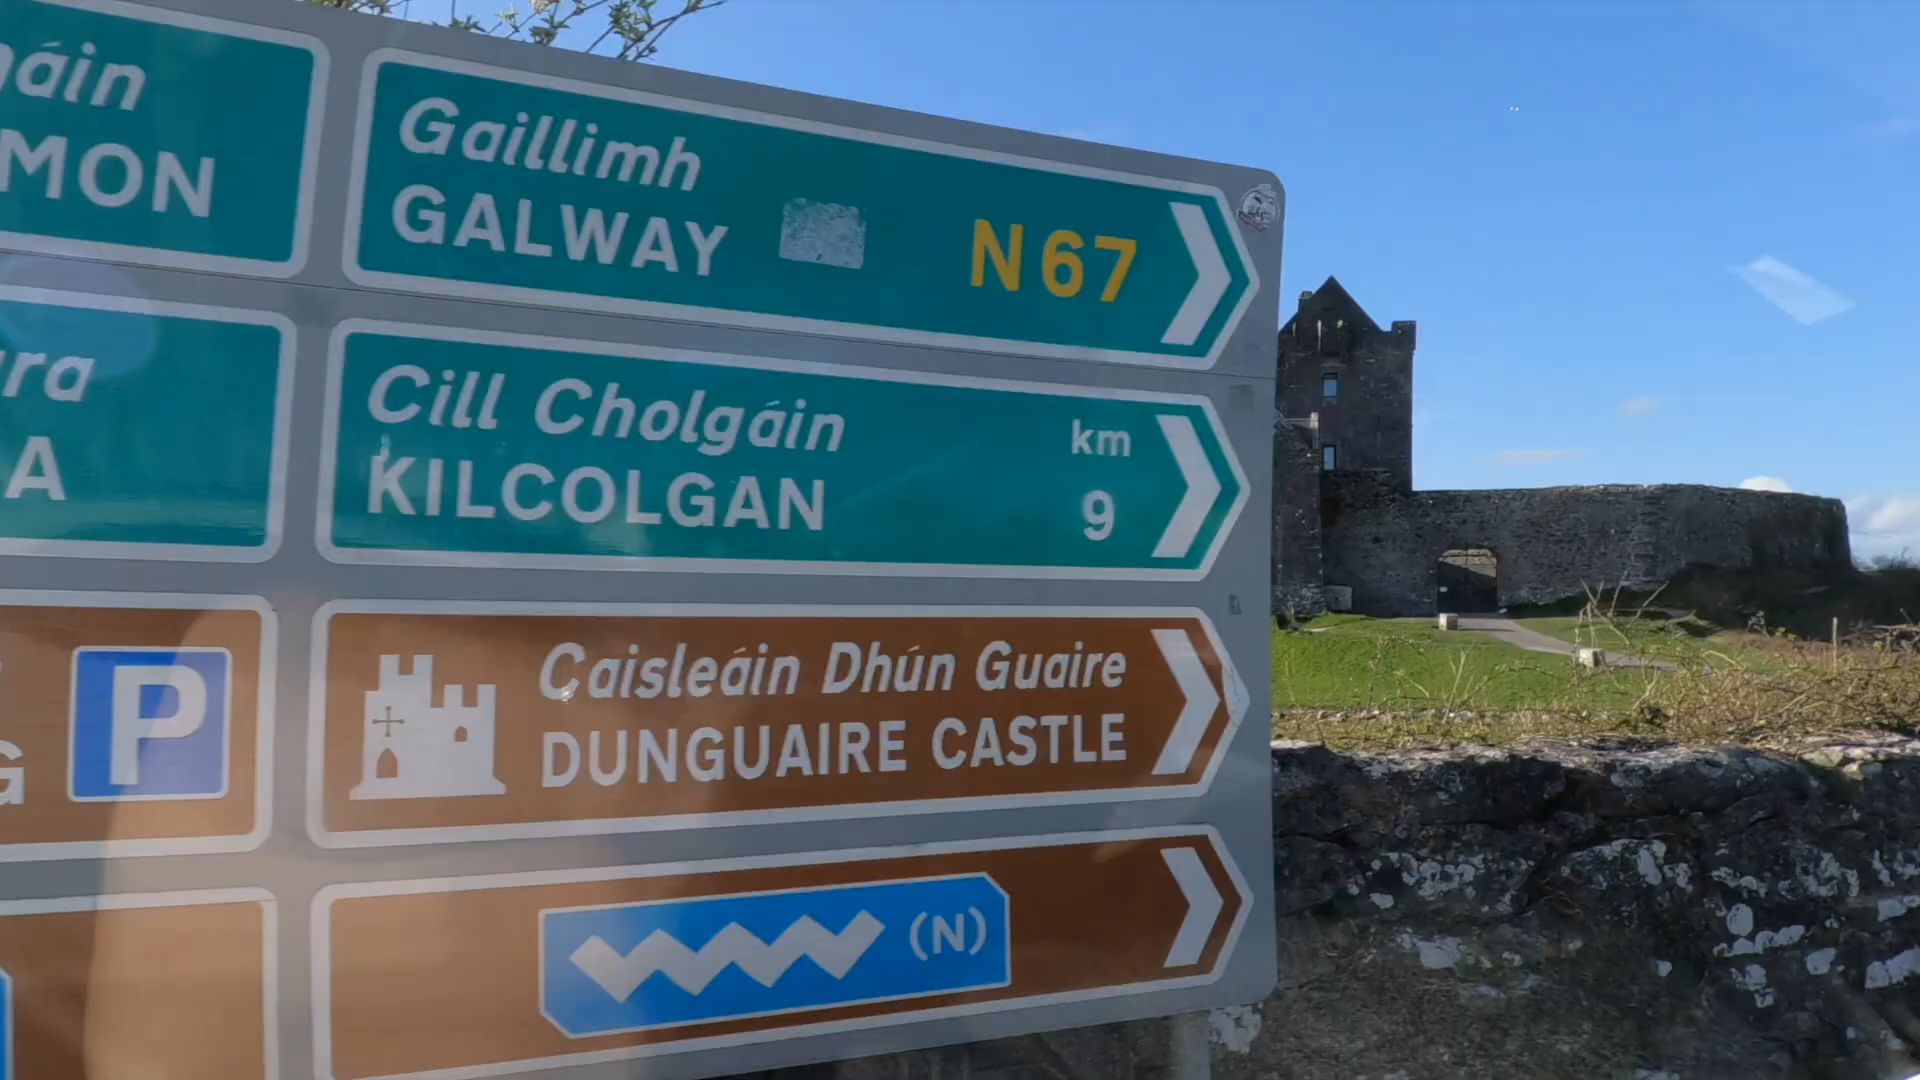 Gaillimh
GALWAY
N67
Cill Cholgáin
KILCOLGAN
km
9
P
Caisleáin Dhún Guaire
DUNGUAIRE CASTLE
(N)